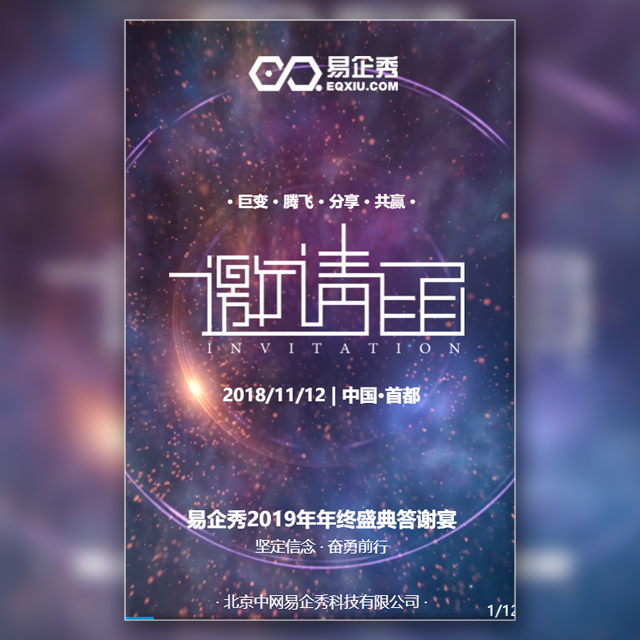 易企秀
EQXIU.COM
· 巨变 · 腾飞 · 分享 · 共赢 ·
邀请函
INVITATION
2018/11/12 | 中国·首都
易企秀2019年年终盛典答谢宴
坚定信念 · 奋勇前行
· 北京中网易企秀科技有限公司 ·
1/12